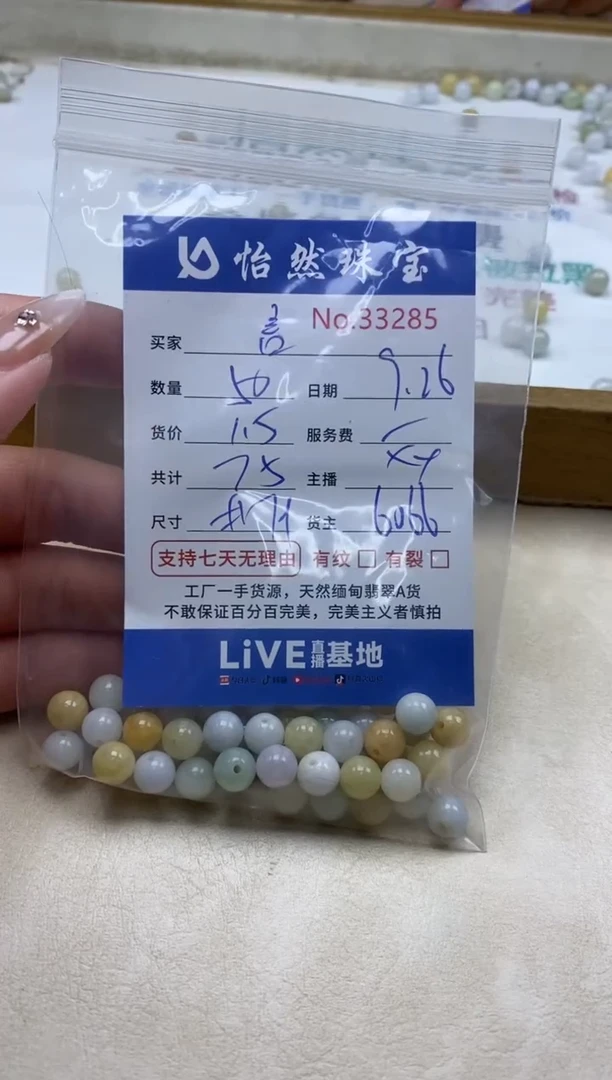 怡然珠宝
No.33285
买家 言
数量 50 日期 9.26
货价 1.5 服务费
共计 75 主播 xy
尺寸 货主 6066
支持七天无理由 有纹 有裂
工厂一手货源，天然缅甸翡翠A货
不敢保证百分百完美，完美主义者慎拍
LiVE直播基地